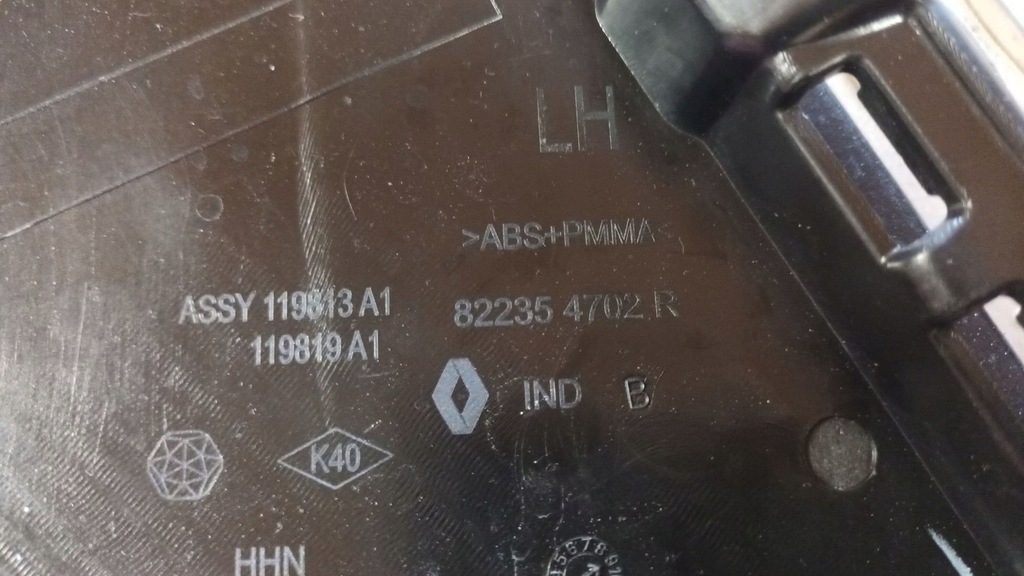 LH
>ABS+PMMA<
ASSY 119813 A1
82235 4702 R
119819 A1
IND B
K40
HHN